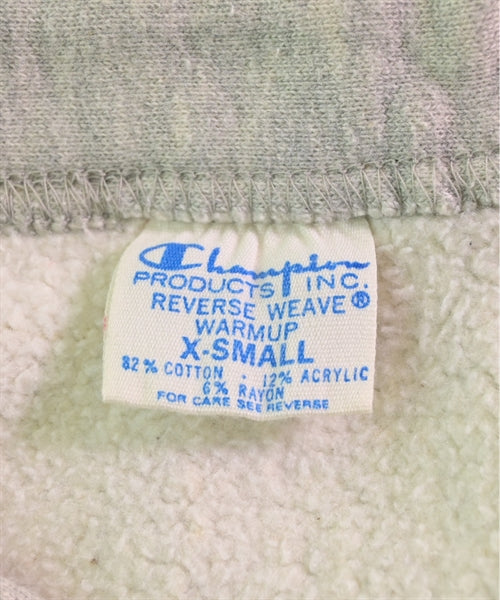 Champion
PRODUCTS INC.
REVERSE WEAVE®
WARMUP
X-SMALL
82% COTTON · 12% ACRYLIC
6% RAYON
FOR CARE SEE REVERSE